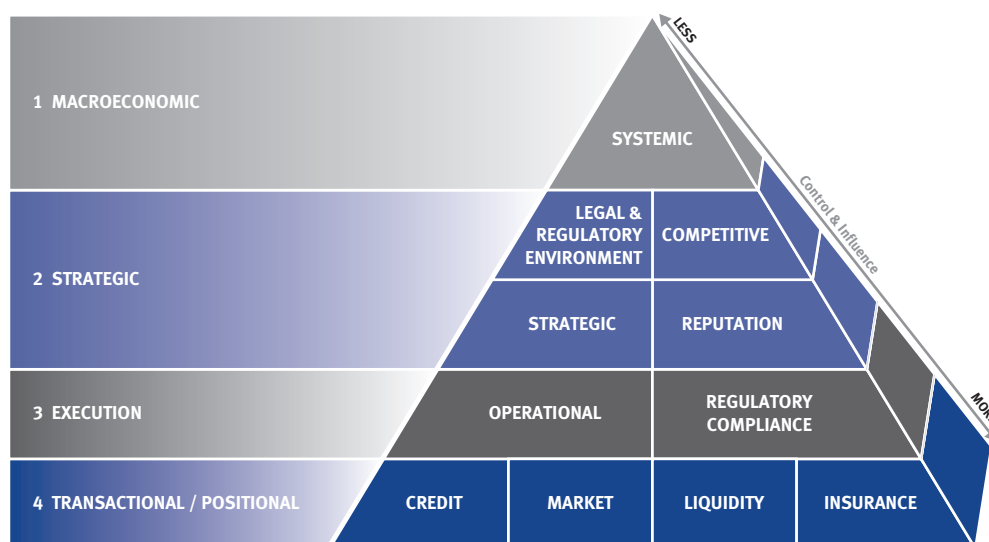 LESS
1 MACROECONOMIC
SYSTEMIC
Control & Influence
2 STRATEGIC
LEGAL &
REGULATORY
ENVIRONMENT
COMPETITIVE
STRATEGIC
REPUTATION
MORE
3 EXECUTION
OPERATIONAL
REGULATORY
COMPLIANCE
4 TRANSACTIONAL / POSITIONAL
CREDIT
MARKET
LIQUIDITY
INSURANCE